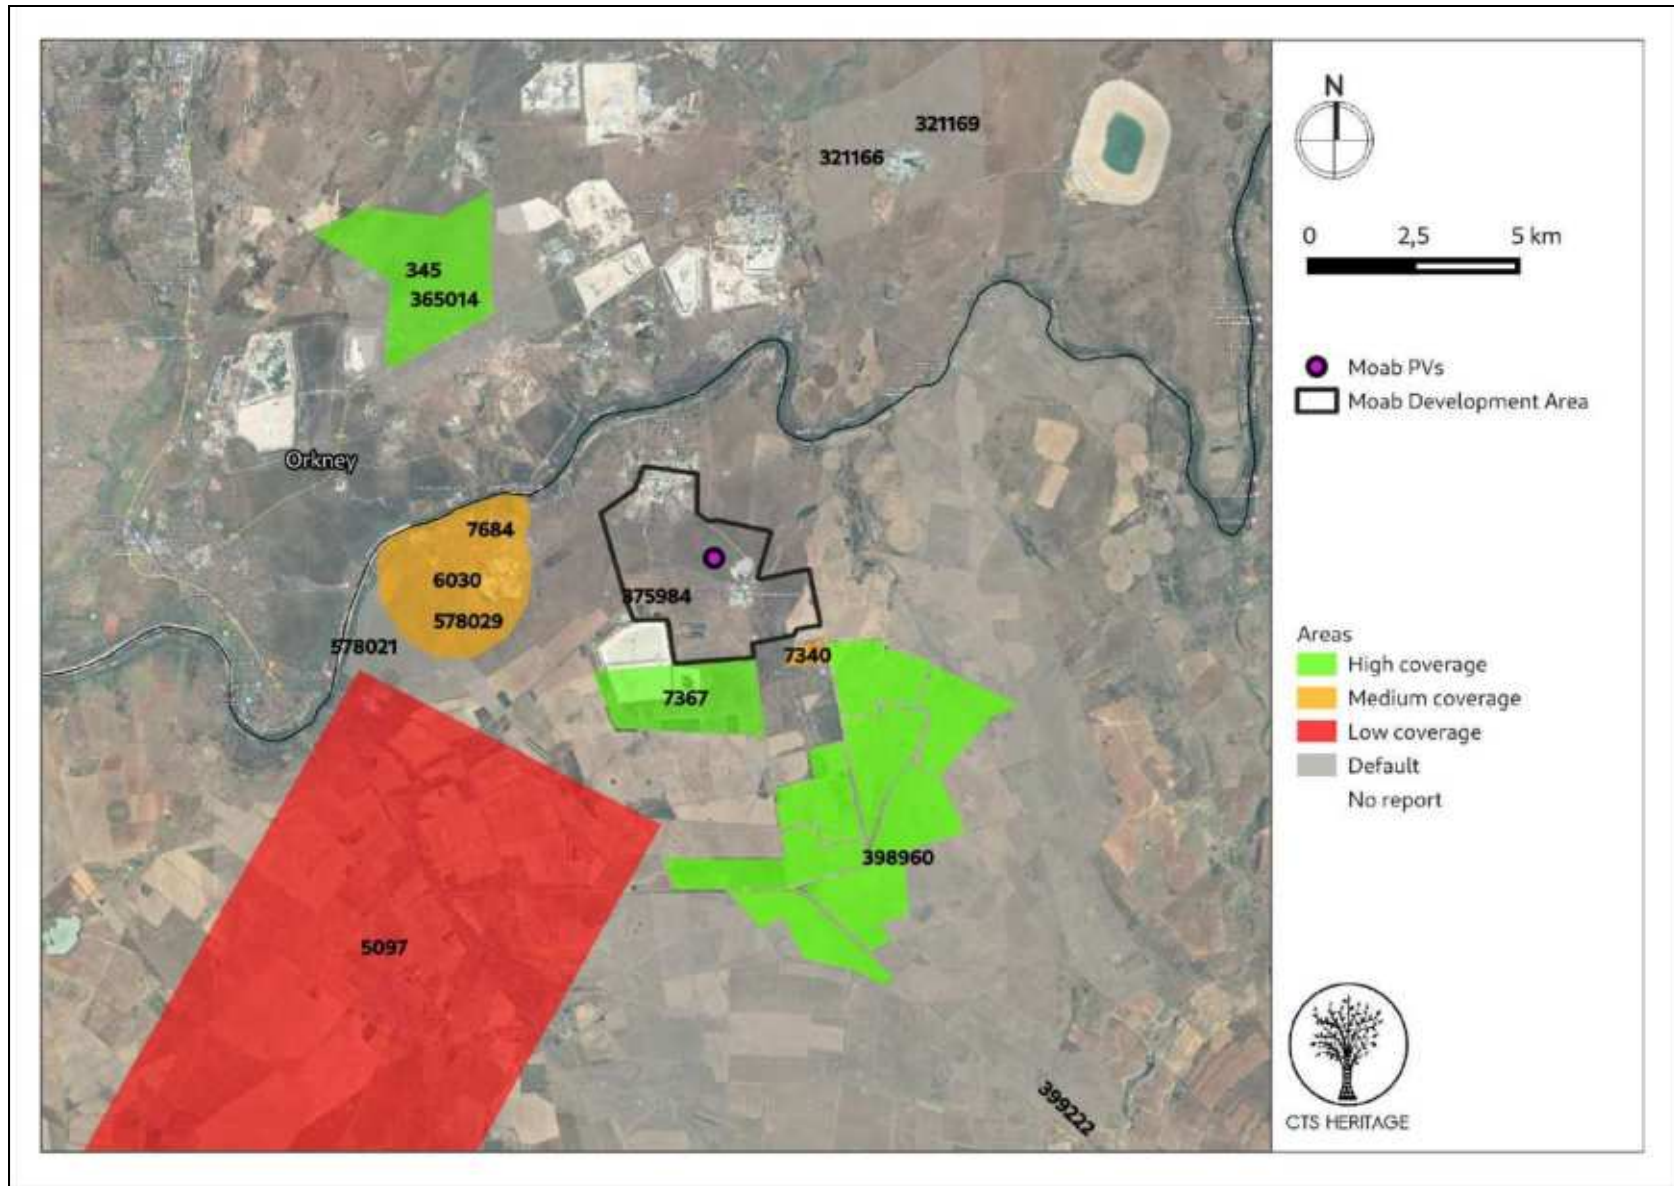 321169
321166
345
365014
Orkney
7684
6030
578029
578021
375984
7340
7367
398960
5097
399222
N
0 2,5 5 km
Moab PVs
Moab Development Area
Areas
High coverage
Medium coverage
Low coverage
Default
No report
CTS HERITAGE